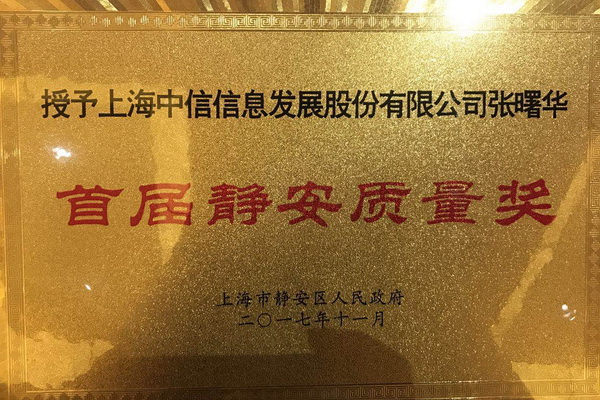 授予上海中信信息发展股份有限公司张曙华
首届静安质量奖
上海市静安区人民政府
二〇一七年十一月